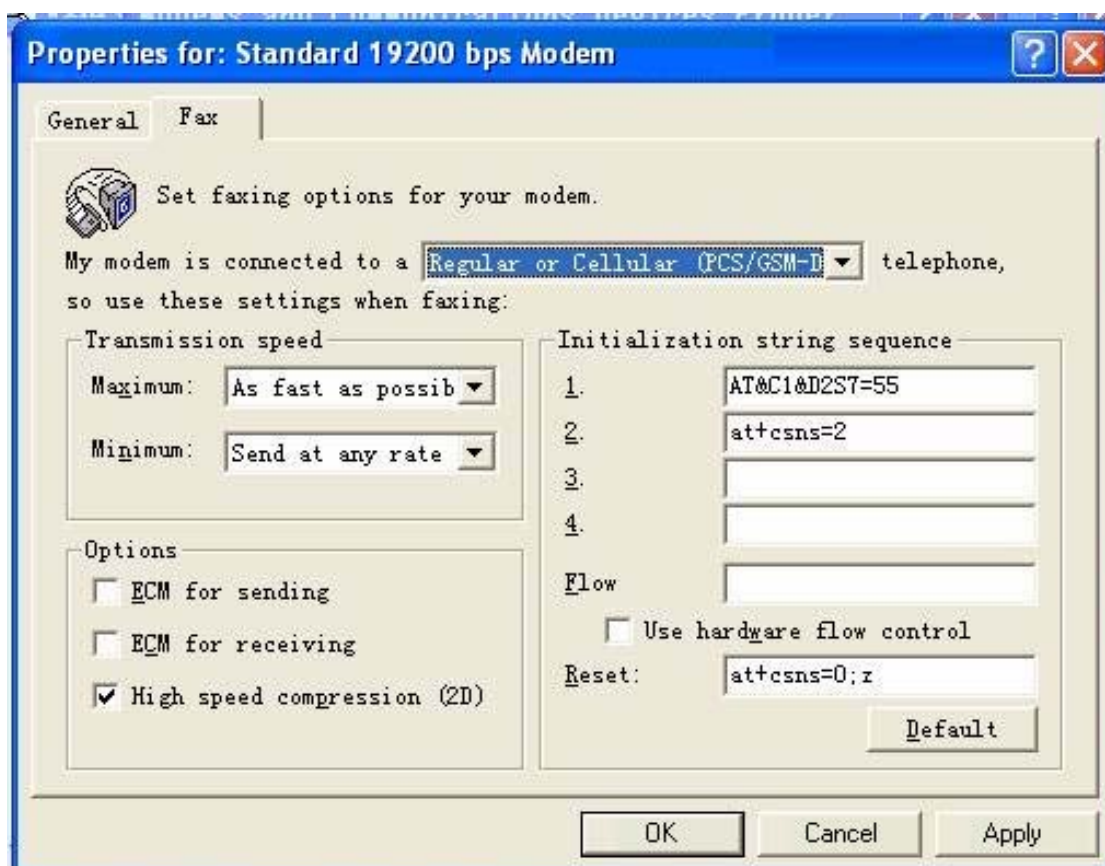 Properties for: Standard 19200 bps Modem
General
Fax
Set faxing options for your modem.
My modem is connected to a Regular or Cellular (PCS/GSM-D telephone,
so use these settings when faxing:
Transmission speed
Maximum: As fast as possib
Minimum: Send at any rate
Options
ECM for sending
ECM for receiving
High speed compression (2D)
Initialization string sequence
1. AT&C1&D2S7=55
2. at+csns=2
3.
4.
Flow
Use hardware flow control
Reset: at+csns=0;z
Default
OK
Cancel
Apply